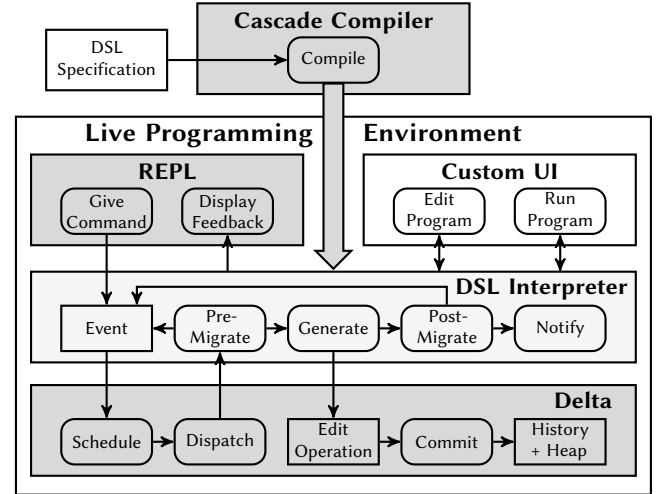 Cascade Compiler
DSL
Specification
Compile
Live Programming Environment
REPL
Custom UI
Give
Command
Display
Feedback
Edit
Program
Run
Program
DSL Interpreter
Event
Pre-
Migrate
Generate
Post-
Migrate
Notify
Delta
Schedule
Dispatch
Edit
Operation
Commit
History
+ Heap